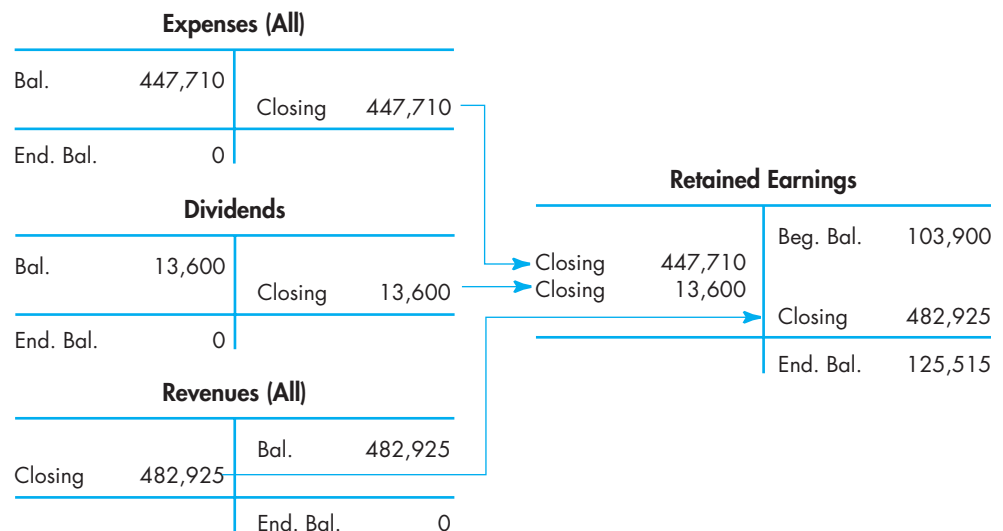 Expenses (All)
Bal. 447,710
Closing 447,710
End. Bal. 0
Dividends
Bal. 13,600
Closing 13,600
End. Bal. 0
Revenues (All)
Bal. 482,925
Closing 482,925
End. Bal. 0
Retained Earnings
Beg. Bal. 103,900
Closing 447,710
Closing 13,600
Closing 482,925
End. Bal. 125,515